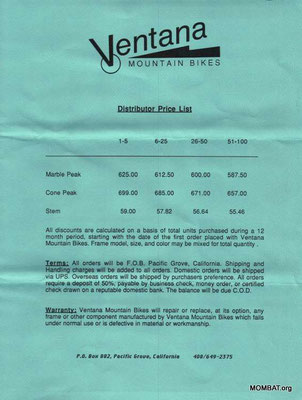 Ventana
MOUNTAIN BIKES
Distributor Price List
1-5 6-25 26-50 51-100
Marble Peak 625.00 612.50 600.00 587.50
Cone Peak 699.00 685.00 671.00 657.00
Stem 59.00 57.82 56.64 55.46
All discounts are calculated on a basis of total units purchased during a 12
month period, starting with the date of the first order placed with Ventana
Mountain Bikes. Frame model, size, and color may be mixed for total quantity.
Terms: All orders will be F.O.B. Pacific Grove, California. Shipping and
Handling charges will be added to all orders. Domestic orders will be shipped
via UPS. Overseas orders will be shipped by purchasers preference. All orders
require a deposit of 50%, payable by business check, money order, or certified
check drawn on a reputable domestic bank. The balance will be due C.O.D.
Warranty: Ventana Mountain Bikes will repair or replace, at its option, any
frame or other component manufactured by Ventana Mountain Bikes which fails
under normal use or is defective in material or workmanship.
P.O. Box 882, Pacific Grove, California 408/649-2375
MOMBAT.org